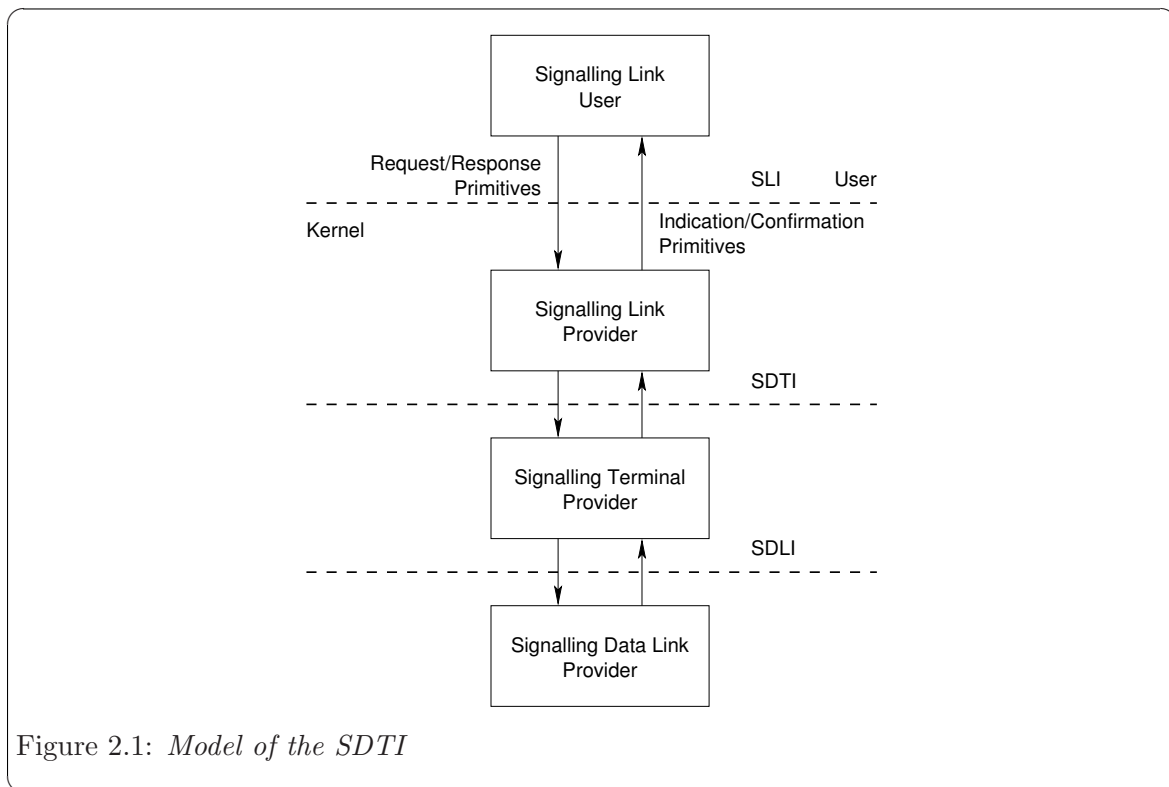 Signalling Link
User
Request/Response
Primitives
SLI User
Kernel
Indication/Confirmation
Primitives
Signalling Link
Provider
SDTI
Signalling Terminal
Provider
SDLI
Signalling Data Link
Provider
Figure 2.1: Model of the SDTI